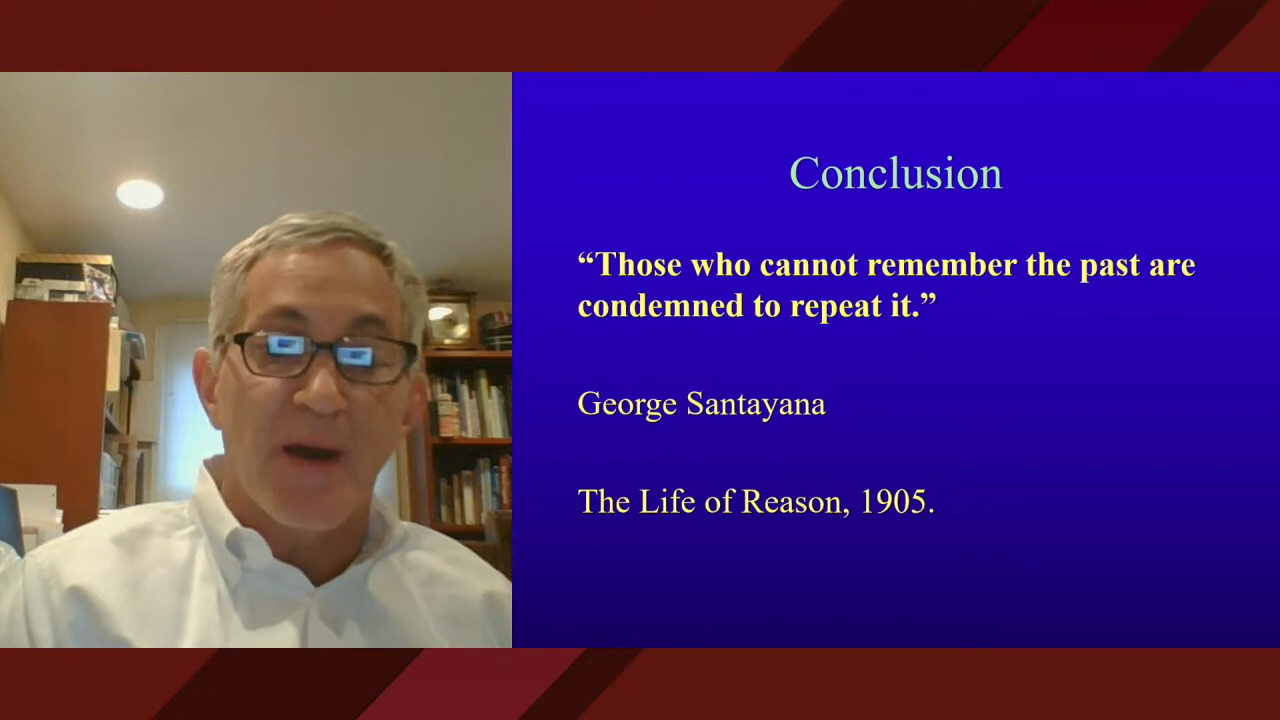 Conclusion
“Those who cannot remember the past are
condemned to repeat it.”
George Santayana
The Life of Reason, 1905.